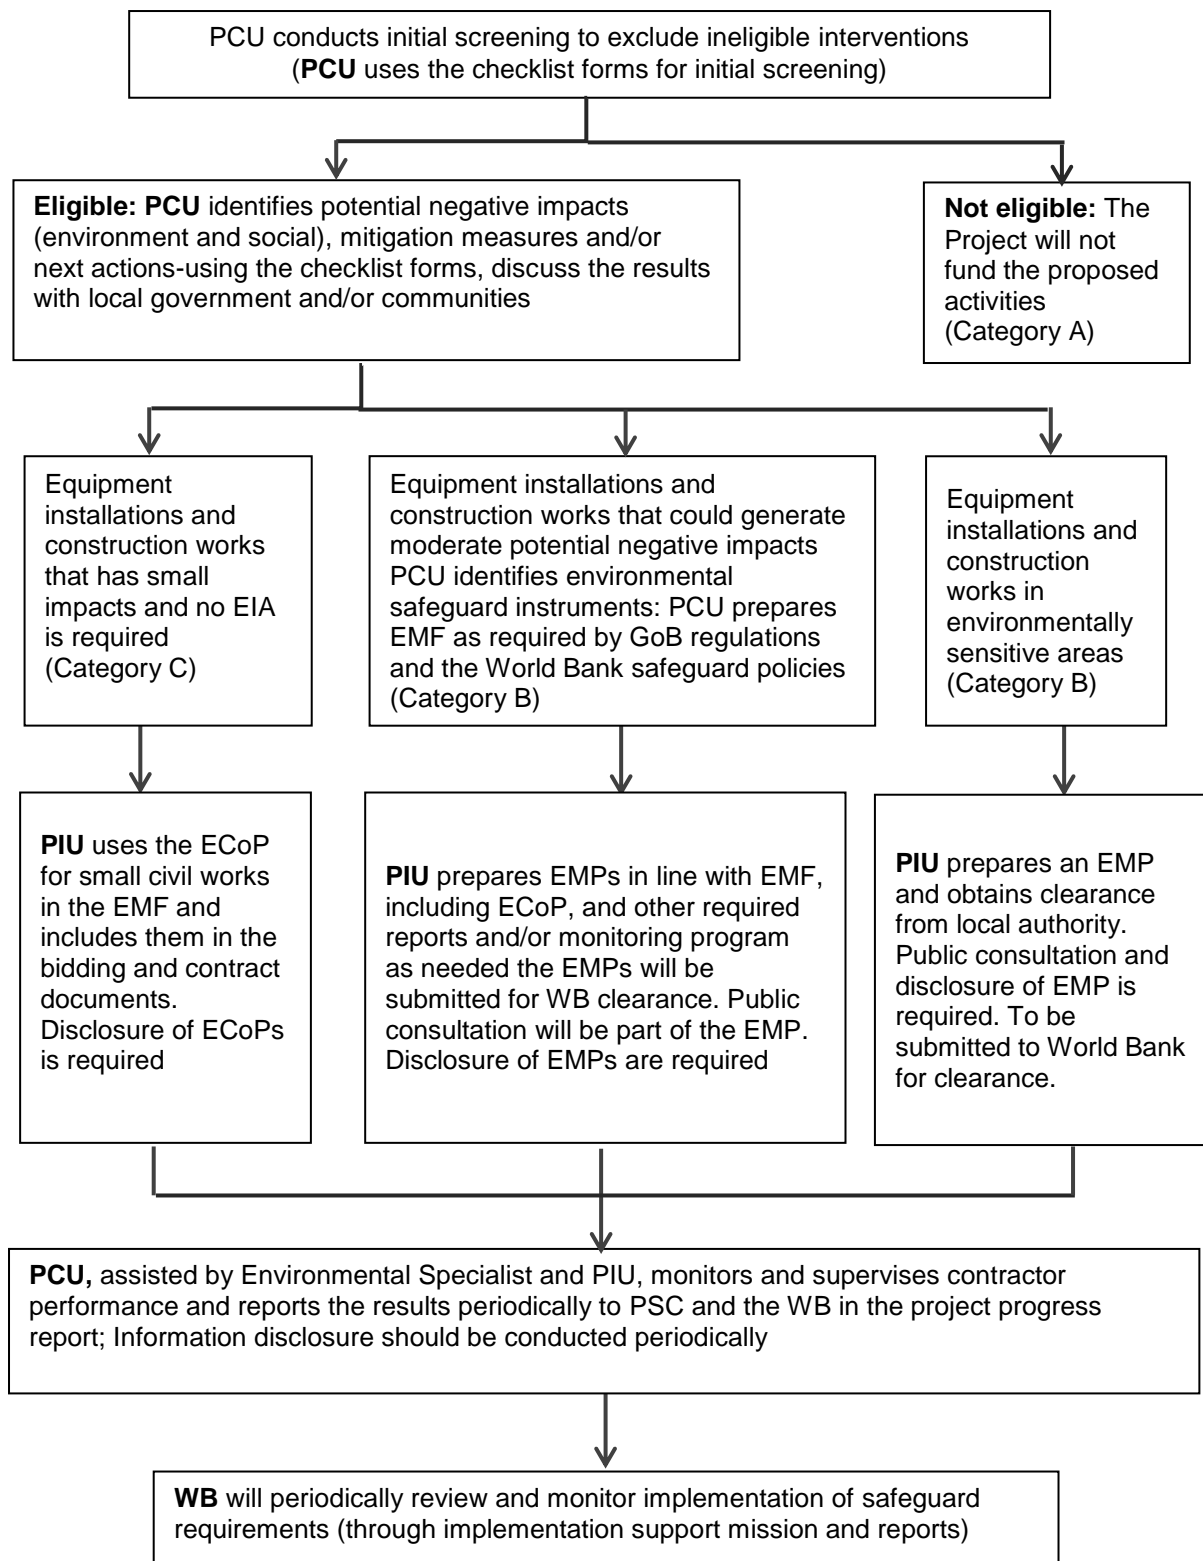 PCU conducts initial screening to exclude ineligible interventions
(PCU uses the checklist forms for initial screening)
Eligible: PCU identifies potential negative impacts
(environment and social), mitigation measures and/or
next actions-using the checklist forms, discuss the results
with local government and/or communities
Not eligible: The
Project will not
fund the proposed
activities
(Category A)
Equipment
installations and
construction works
that has small
impacts and no EIA
is required
(Category C)
Equipment installations and
construction works that could generate
moderate potential negative impacts
PCU identifies environmental
safeguard instruments: PCU prepares
EMF as required by GoB regulations
and the World Bank safeguard policies
(Category B)
Equipment
installations and
construction
works in
environmentally
sensitive areas
(Category B)
PIU uses the ECoP
for small civil works
in the EMF and
includes them in the
bidding and contract
documents.
Disclosure of ECoPs
is required
PIU prepares EMPs in line with EMF,
including ECoP, and other required
reports and/or monitoring program
as needed the EMPs will be
submitted for WB clearance. Public
consultation will be part of the EMP.
Disclosure of EMPs are required
PIU prepares an EMP
and obtains clearance
from local authority.
Public consultation and
disclosure of EMP is
required. To be
submitted to World Bank
for clearance.
PCU, assisted by Environmental Specialist and PIU, monitors and supervises contractor
performance and reports the results periodically to PSC and the WB in the project progress
report; Information disclosure should be conducted periodically
WB will periodically review and monitor implementation of safeguard
requirements (through implementation support mission and reports)